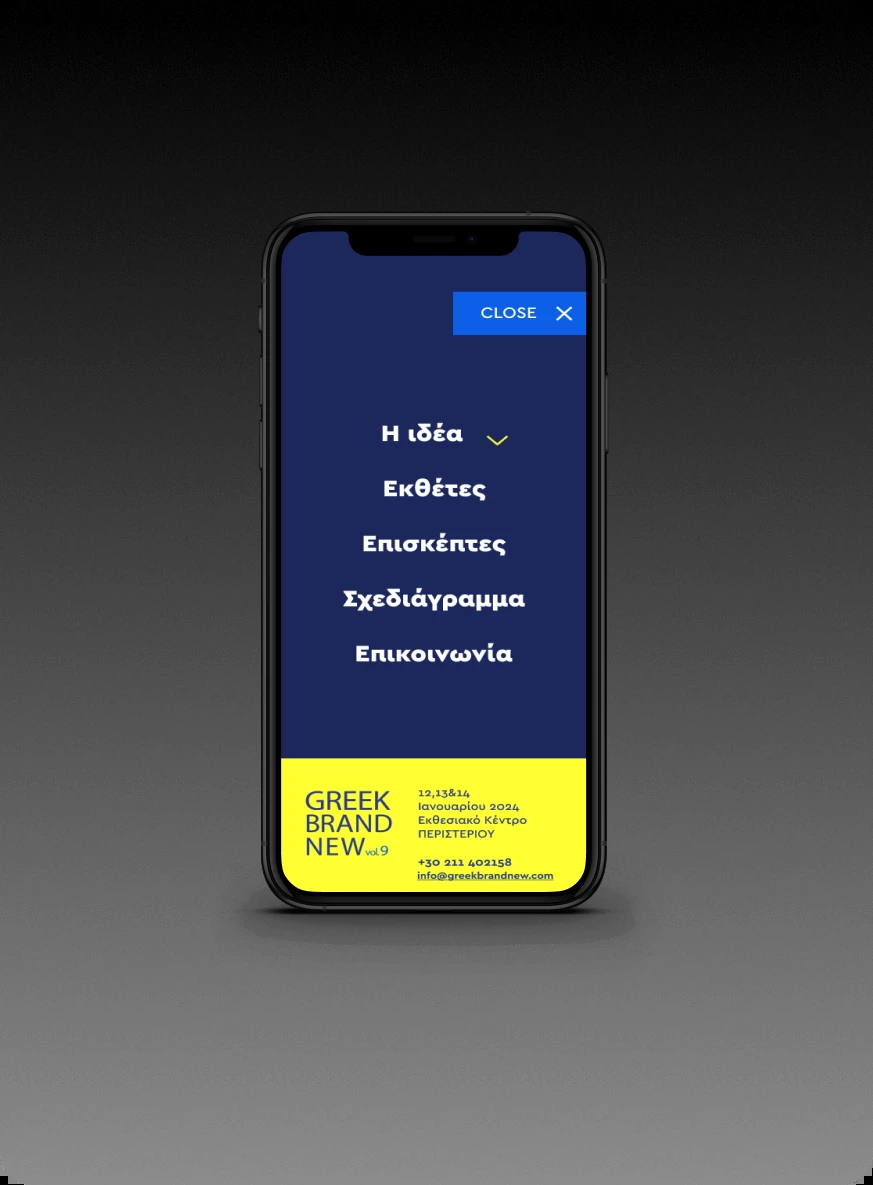 CLOSE
Η ιδέα
Εκθέτες
Επισκέπτες
Σχεδιάγραμμα
Επικοινωνία
GREEK
BRAND
NEW vol.9
12,13&14
Ιανουαρίου 2024
Εκθεσιακό Κέντρο
ΠΕΡΙΣΤΕΡΙΟΥ
+30 211 402158
info@greekbrandnew.com